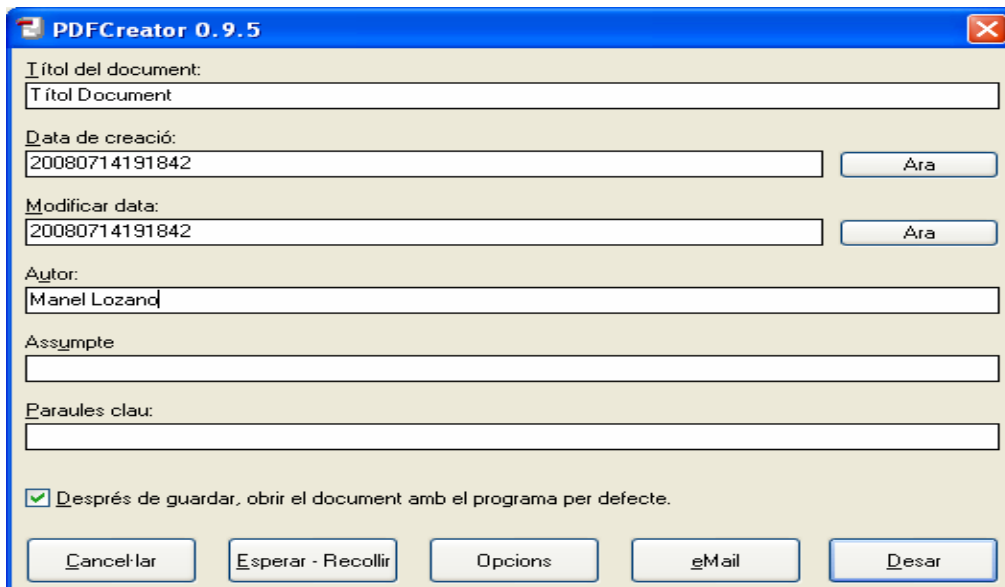 PDFCreator 0.9.5
Títol del document:
Títol Document
Data de creació:
20080714191842
Ara
Modificar data:
20080714191842
Ara
Autor:
Manel Lozano
Assumpte
Paraules clau:
Després de guardar, obrir el document amb el programa per defecte.
Cancel·lar Esperar - Recollir Opcions eMail Desar